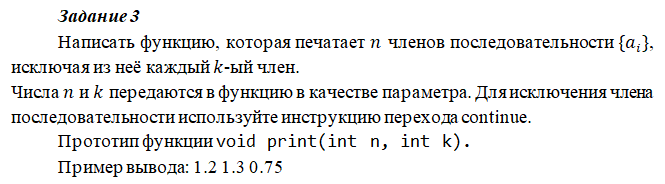 Задание 3
Написать функцию, которая печатает n членов последовательности {aᵢ},
исключая из неё каждый k-ый член.
Числа n и k передаются в функцию в качестве параметра. Для исключения члена
последовательности используйте инструкцию перехода continue.
Прототип функции void print(int n, int k).
Пример вывода: 1.2 1.3 0.75